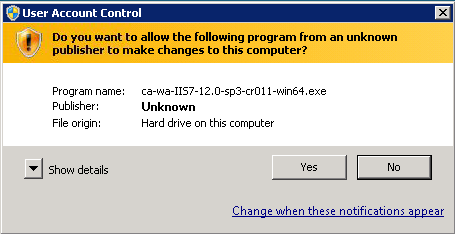 User Account Control
Do you want to allow the following program from an unknown
publisher to make changes to this computer?
Program name: ca-wa-IIS7-12.0-sp3-cr011-win64.exe
Publisher: Unknown
File origin: Hard drive on this computer
Show details
Yes
No
Change when these notifications appear